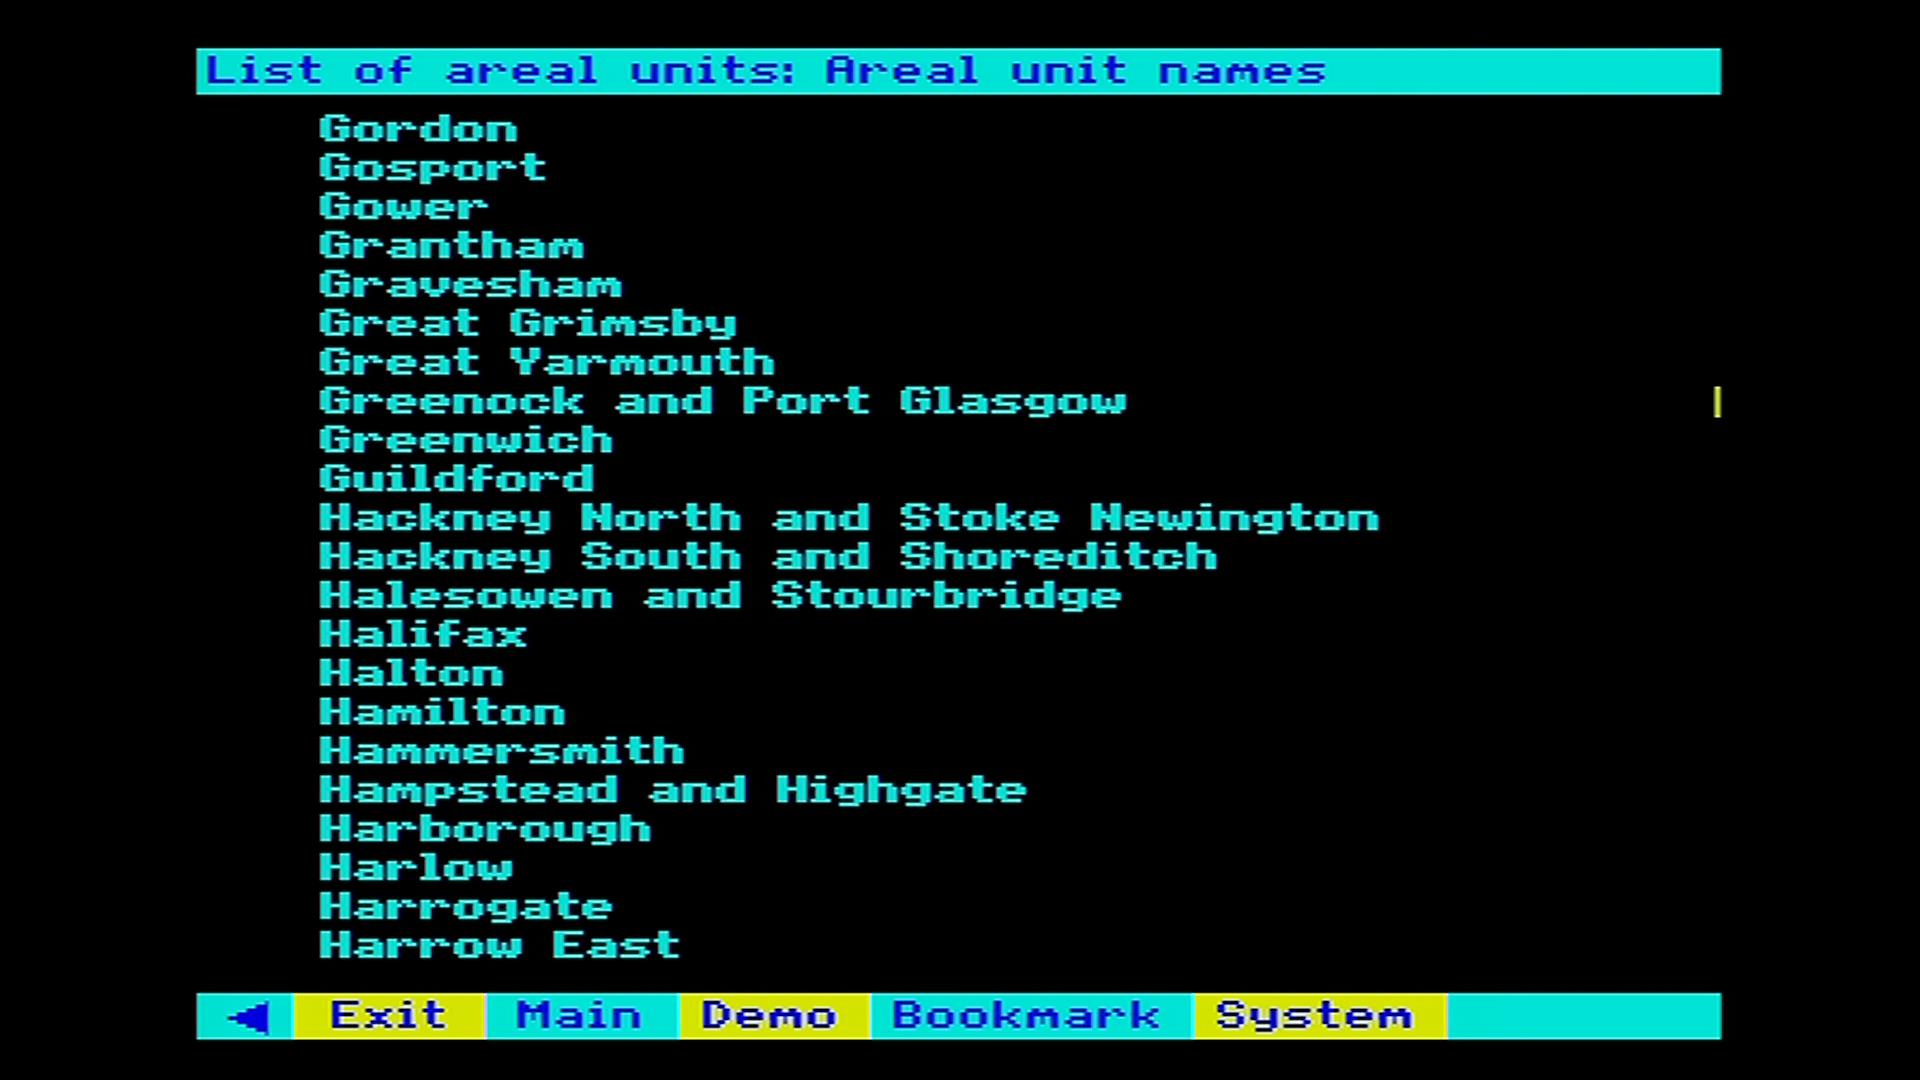 List of areal units: Areal unit names
Gordon
Gosport
Gower
Grantham
Gravesham
Great Grimsby
Great Yarmouth
Greenock and Port Glasgow
Greenwich
Guildford
Hackney North and Stoke Newington
Hackney South and Shoreditch
Halesowen and Stourbridge
Halifax
Halton
Hamilton
Hammersmith
Hampstead and Highgate
Harborough
Harlow
Harrogate
Harrow East
Exit Main Demo Bookmark System